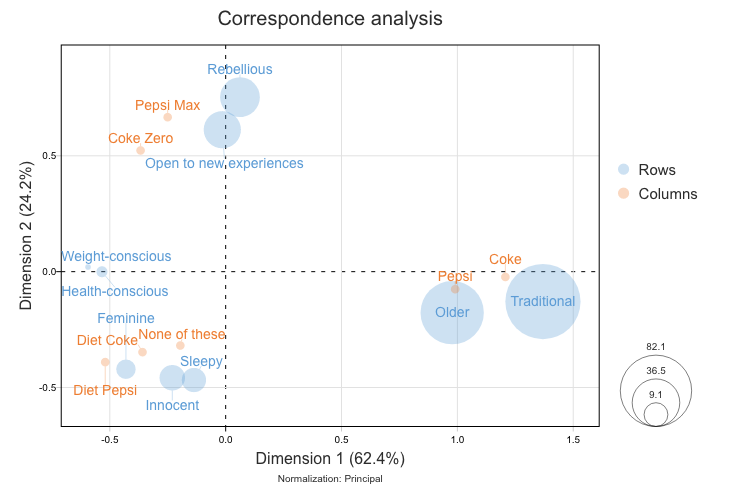 Correspondence analysis
Rebellious
Pepsi Max
Coke Zero
Open to new experiences
0.5
Rows
Columns
Weight-conscious
Coke
0.0
Pepsi
Health-conscious
Traditional
Older
Feminine
Diet Coke
None of these
Sleepy
Diet Pepsi
-0.5
Innocent
82.1
36.5
9.1
-0.5
0.0
0.5
1.0
1.5
Dimension 2 (24.2%)
Dimension 1 (62.4%)
Normalization: Principal